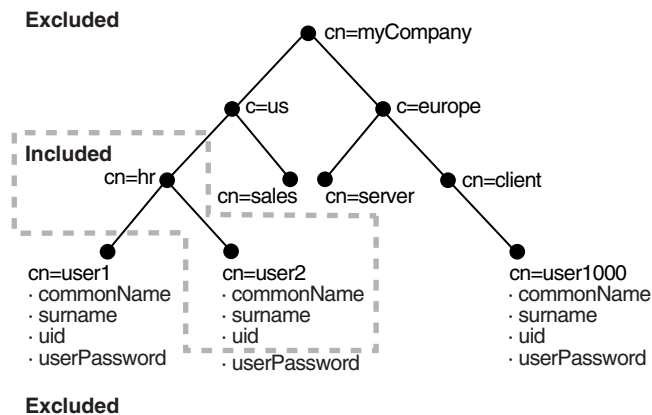 Excluded
cn=myCompany
c=us
c=europe
Included
cn=hr
cn=sales
cn=server
cn=client
cn=user1
· commonName
· surname
· uid
· userPassword
cn=user2
· commonName
· surname
· uid
· userPassword
cn=user1000
· commonName
· surname
· uid
· userPassword
Excluded